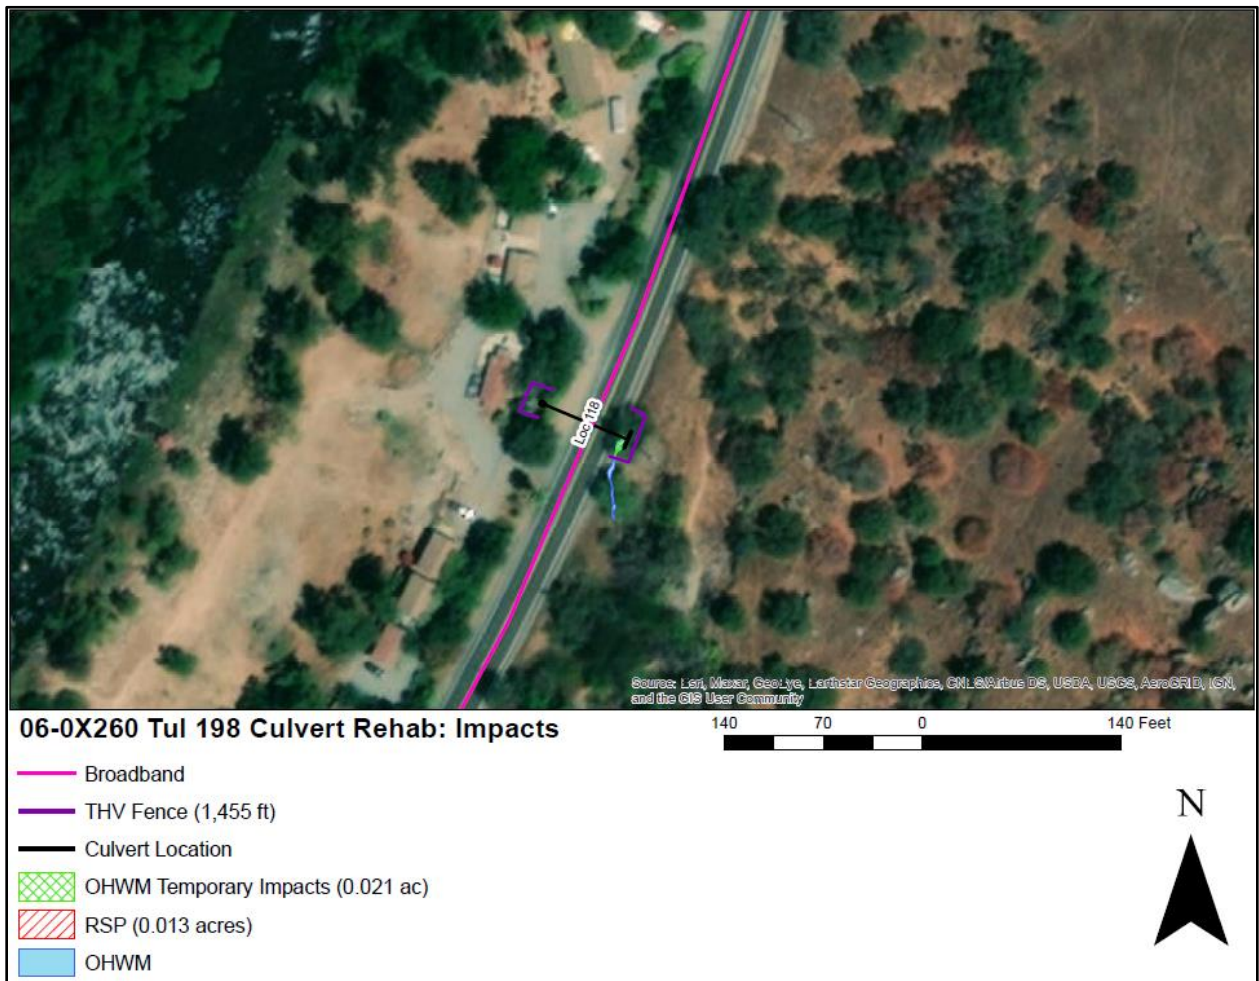 Loc 118
Source: Esri, Maxar, GeoEye, Earthstar Geographics, CNES/Airbus DS, USDA, USGS, AeroGRID, IGN,
and the GIS User Community
06-0X260 Tul 198 Culvert Rehab: Impacts
140 70 0 140 Feet
Broadband
THV Fence (1,455 ft)
Culvert Location
OHWM Temporary Impacts (0.021 ac)
RSP (0.013 acres)
OHWM
N